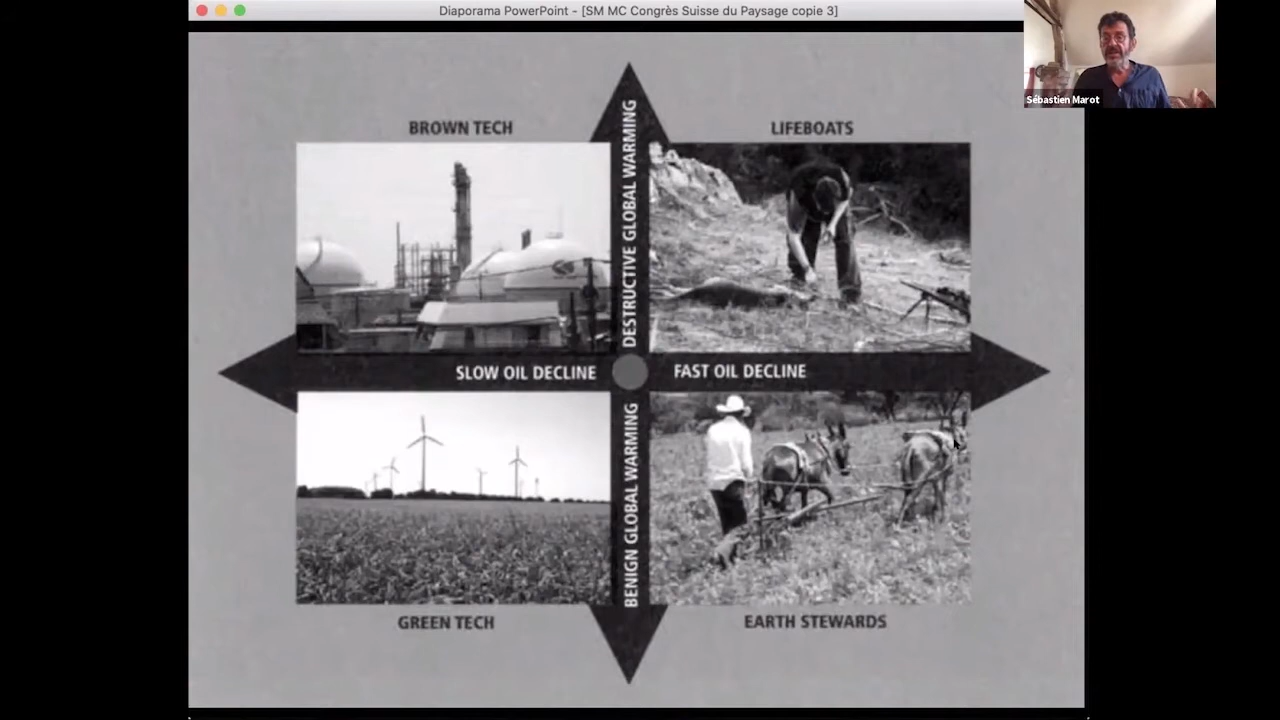 Diaporama PowerPoint - [SM MC Congrès Suisse du Paysage copie 3]
Sébastien Marot
BROWN TECH
LIFEBOATS
DESTRUCTIVE GLOBAL WARMING
SLOW OIL DECLINE
FAST OIL DECLINE
BENIGN GLOBAL WARMING
GREEN TECH
EARTH STEWARDS